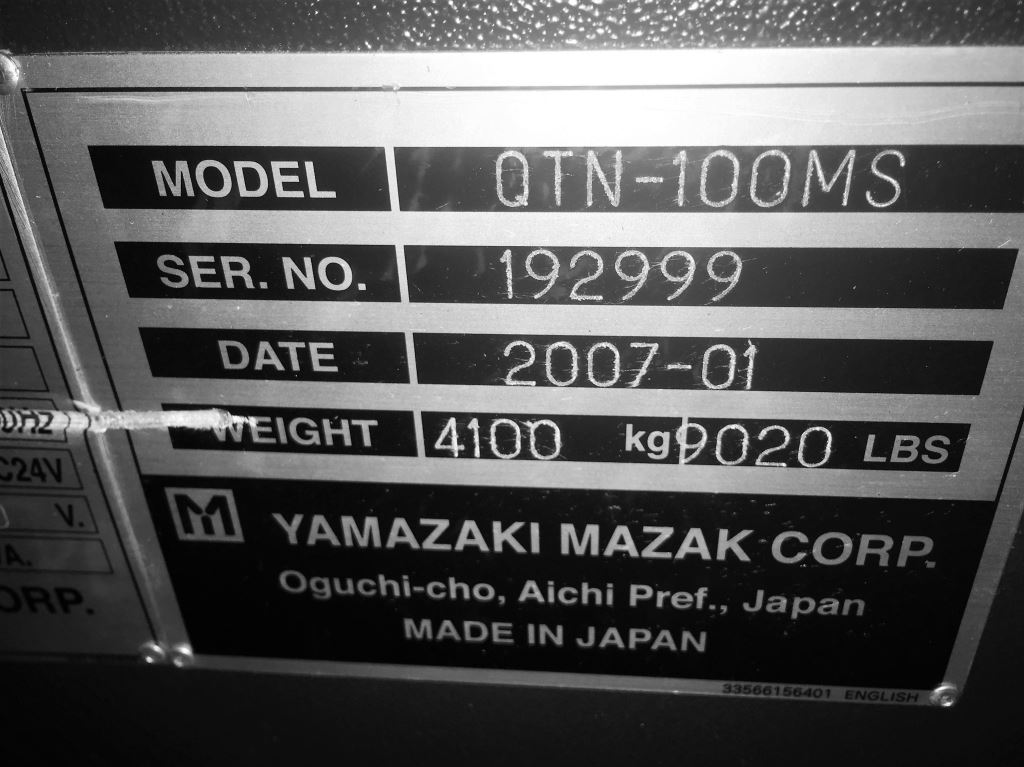 MODEL QTN-100MS
SER. NO. 192999
DATE 2007-01
WEIGHT 4100 kg 9020 LBS
YAMAZAKI MAZAK CORP.
Oguchi-cho, Aichi Pref., Japan
MADE IN JAPAN
33566156401 ENGLISH
C24V
V.
ORP.